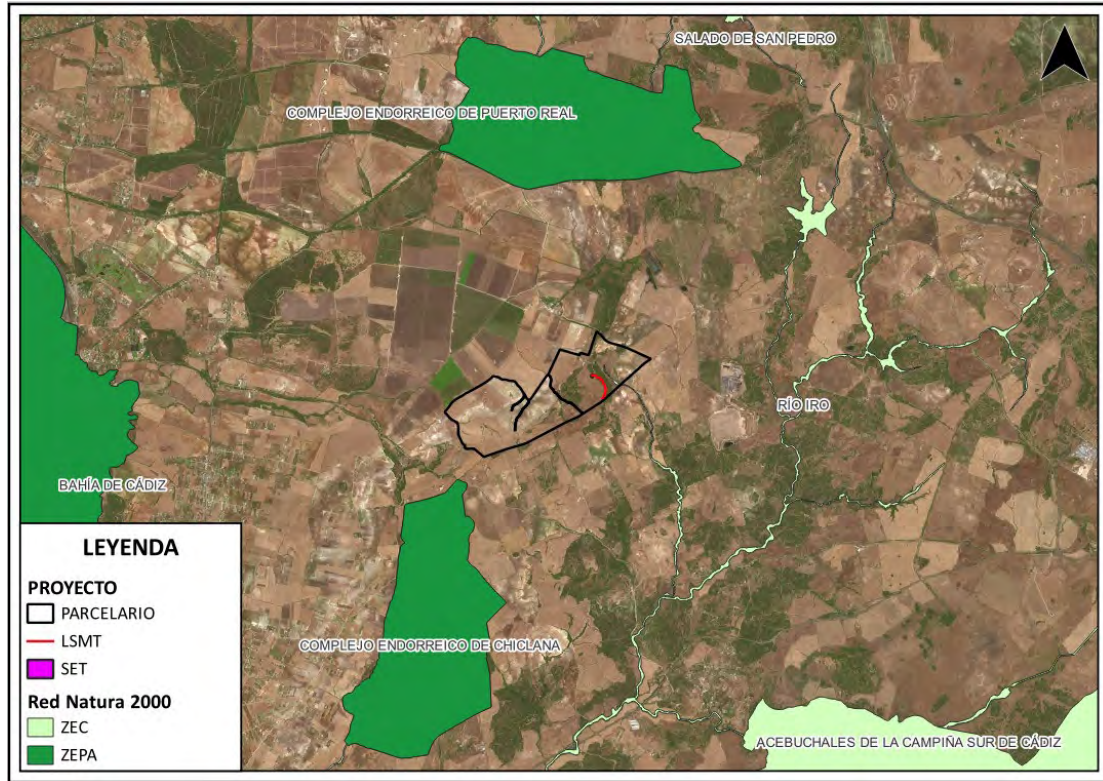 SALADO DE SAN PEDRO
COMPLEJO ENDORREICO DE PUERTO REAL
RÍO IRO
BAHÍA DE CÁDIZ
COMPLEJO ENDORREICO DE CHICLANA
ACEBUCHALES DE LA CAMPIÑA SUR DE CÁDIZ
LEYENDA
PROYECTO
PARCELARIO
LSMT
SET
Red Natura 2000
ZEC
ZEPA